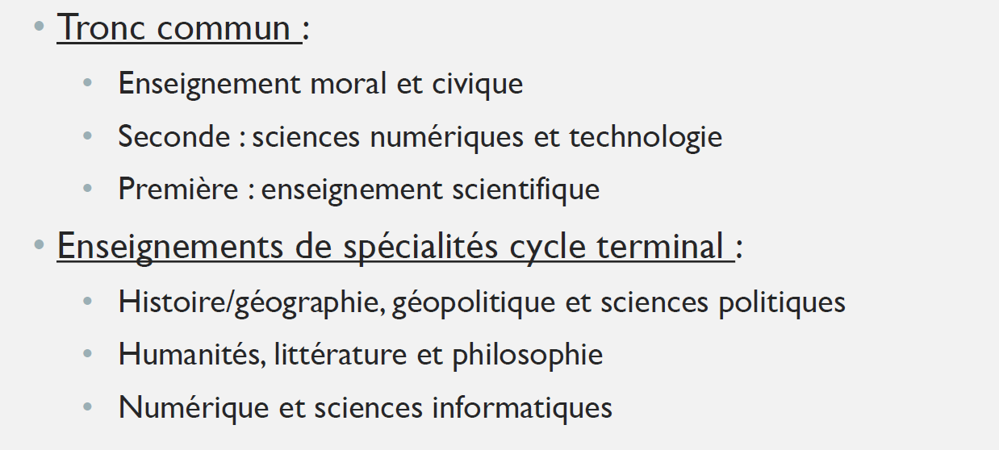 • Tronc commun :
• Enseignement moral et civique
• Seconde : sciences numériques et technologie
• Première : enseignement scientifique
• Enseignements de spécialités cycle terminal :
• Histoire/géographie, géopolitique et sciences politiques
• Humanités, littérature et philosophie
• Numérique et sciences informatiques